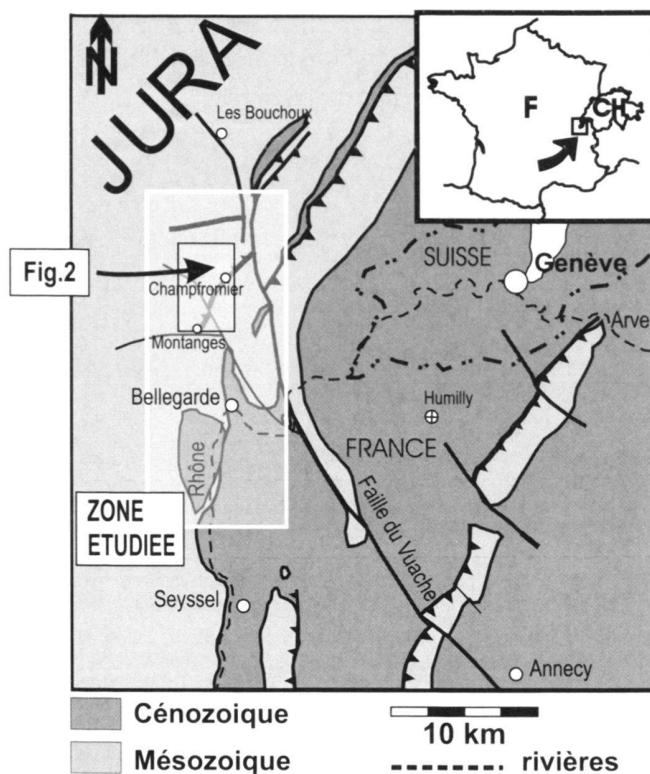 N
JURA
Les Bouchoux
F
CH
Fig.2
Champfromier
Montanges
SUISSE
Genève
Arve
Bellegarde
Humilly
FRANCE
Rhône
ZONE
ETUDIEE
Faille du Vuache
Seyssel
Annecy
Cénozoique
10 km
Mésozoique
rivières